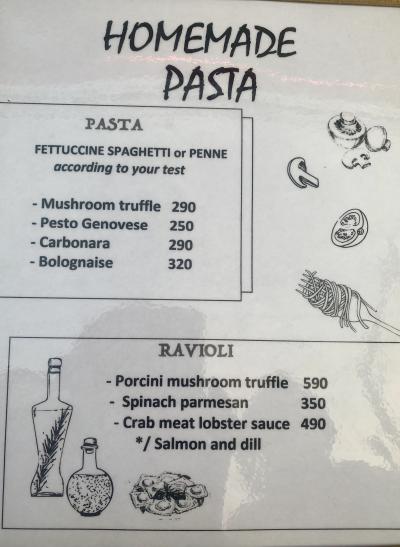 HOMEMADE
PASTA
PASTA
FETTUCCINE SPAGHETTI or PENNE
according to your test
- Mushroom truffle 290
- Pesto Genovese 250
- Carbonara 290
- Bolognaise 320
RAVIOLI
- Porcini mushroom truffle 590
- Spinach parmesan 350
- Crab meat lobster sauce 490
*/ Salmon and dill